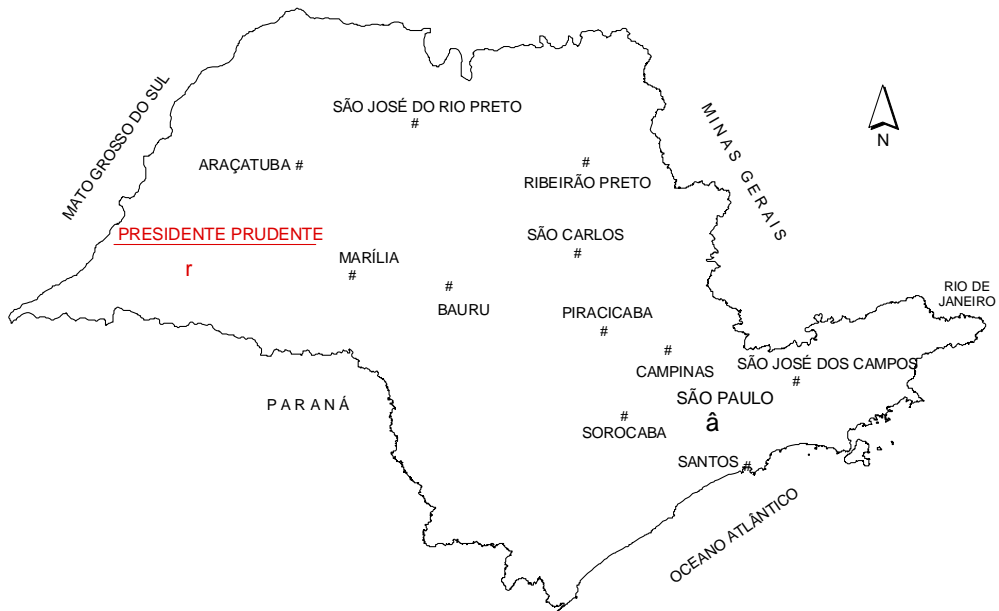 SÃO JOSÉ DO RIO PRETO
#
MATO GROSSO DO SUL
MINAS GERAIS
N
ARAÇATUBA #
#
RIBEIRÃO PRETO
PRESIDENTE PRUDENTE
r
SÃO CARLOS
#
MARÍLIA
#
#
BAURU
RIO DE
JANEIRO
PIRACICABA
#
#
CAMPINAS
SÃO JOSÉ DOS CAMPOS
#
SÃO PAULO
â
PARANÁ
#
SOROCABA
SANTOS #
OCEANO ATLÂNTICO